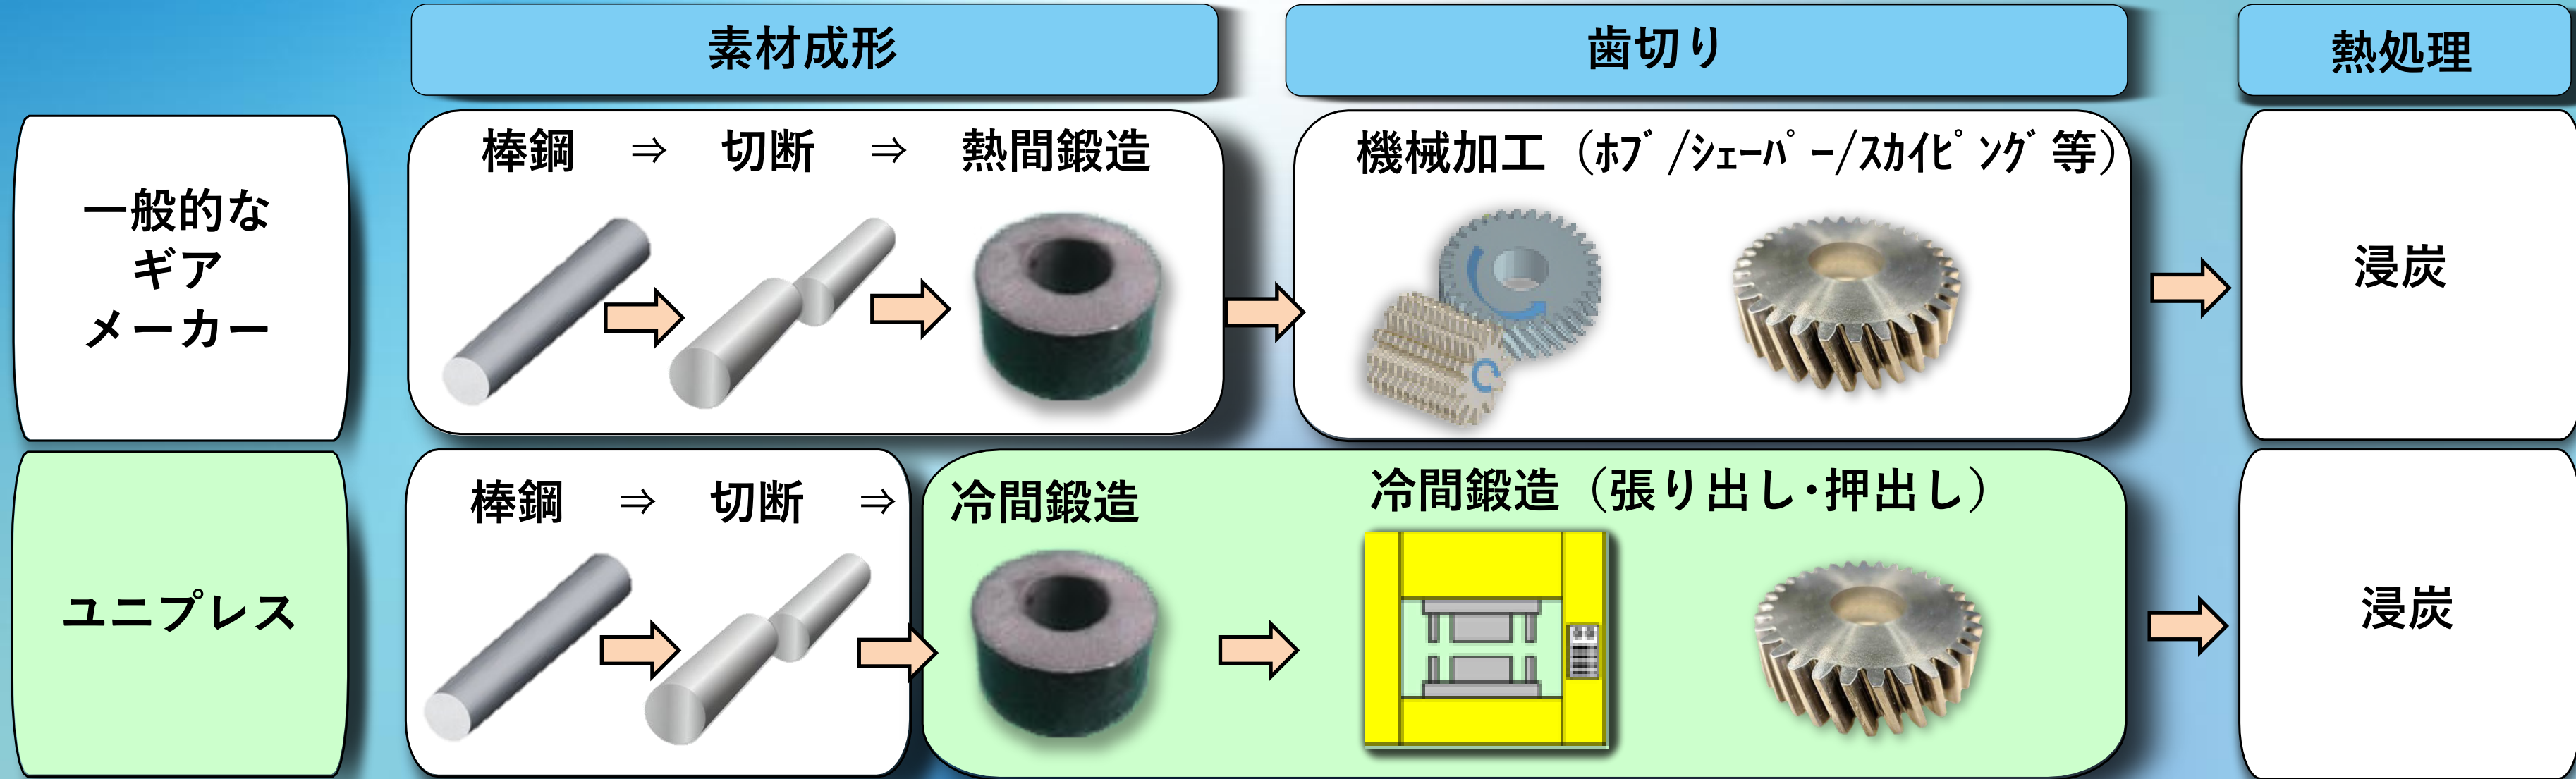 素材成形
歯切り
熱処理
一般的な
ギア
メーカー
棒鋼 ⇒ 切断 ⇒ 熱間鍛造
機械加工（ﾎﾌﾞ/ｼｪｰﾊﾟｰ/ｽｶｲﾋﾟﾝｸﾞ等）
浸炭
ユニプレス
棒鋼 ⇒ 切断 ⇒ 冷間鍛造
冷間鍛造（張り出し･押出し）
浸炭